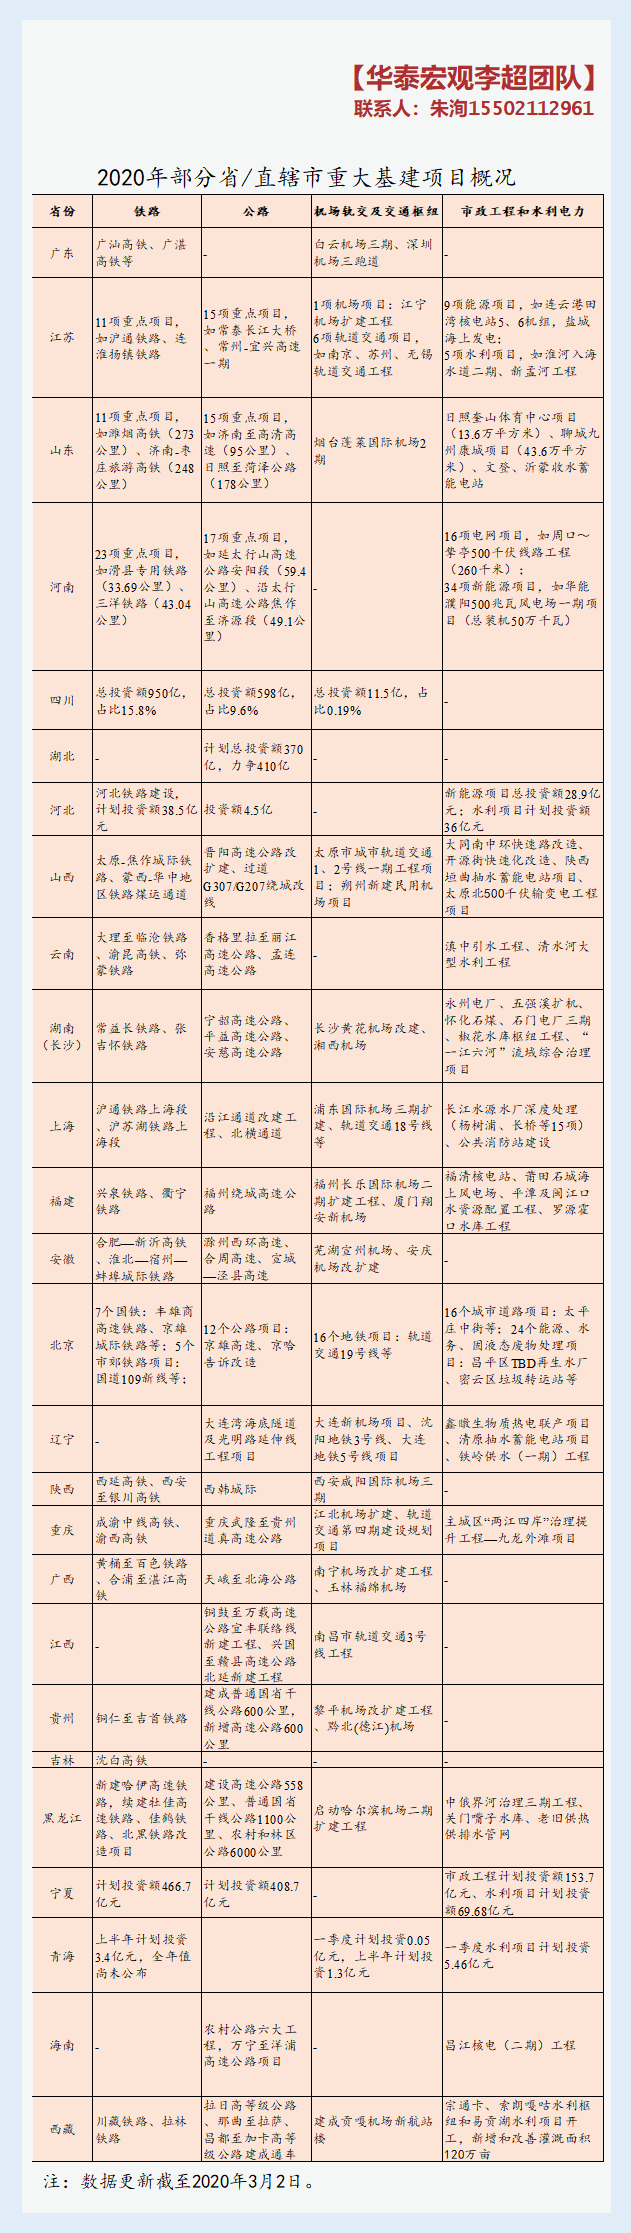 【华泰宏观李超团队】
联系人：朱洵15502112961
2020年部分省/直辖市重大基建项目概况
省份 铁路 公路 机场轨交及交通枢纽 市政工程和水利电力
广东
广汕高铁、广湛
高铁等
-
白云机场三期、深圳
机场三跑道
-
江苏
11项重点项目，
如沪通铁路、连
淮扬镇铁路
15项重点项目，
如常泰长江大桥
、常州-宜兴高速
一期
1项机场项目：江宁
机场扩建工程
6项轨道交通项目，
如南京、苏州、无锡
轨道交通工程
9项能源项目，如连云港田
湾核电站5、6机组，盐城
海上发电；
5项水利项目，如淮河入海
水道二期、新孟河工程
山东
11项重点项目，
如潍烟高铁（273
公里）、济南-枣
庄旅游高铁（248
公里）
15项重点项目，
如济南至高清高
速（95公里）、
日照至菏泽公路
（178公里）
烟台蓬莱国际机场2
期
日照奎山体育中心项目
（13.6万平方米）、聊城九
州康城项目（43.6万平方
米）、文登、沂蒙收水蓄
能电站
河南
23项重点项目，
如滑县专用铁路
（33.69公里）、
三洋铁路（43.04
公里）
17项重点项目，
如延太行山高速
公路安阳段（59.4
公里）、沿太行
山高速公路焦作
至济源段（49.1公
里）
-
16项电网项目，如周口～
挚亭500千伏线路工程
（260千米）；
34项新能源项目，如华能
濮阳500兆瓦风电场一期项
目（总装机50万千瓦）
四川
总投资额950亿，
占比15.8%
总投资额598亿，
占比9.6%
总投资额11.5亿，占
比0.19%
-
湖北
-
计划总投资额370
亿，力争410亿
-
-
河北
河北铁路建设，
计划投资额38.5亿
元
投资额4.5亿
-
新能源项目总投资额28.9亿
元；水利项目计划投资额
36亿元
山西
太原-焦作城际铁
路、蒙西-华中地
区铁路煤运通道
晋阳高速公路改
扩建、过道
G307/G207绕城改
线
太原市城市轨道交通
1、2号线一期工程项
目；朔州新建民用机
场项目
大同南中环快速路改造、
开源街快速化改造、陕西
垣曲抽水蓄能电站项目、
太原北500千伏输变电工程
项目
云南
大理至临沧铁路
、渝昆高铁、弥
蒙铁路
香格里拉至丽江
高速公路、孟连
高速公路
-
滇中引水工程、清水河大
型水利工程
湖南
（长沙）
常益长铁路、张
吉怀铁路
宁韶高速公路、
平益高速公路、
安慈高速公路
长沙黄花机场改建、
湘西机场
永州电厂、五强溪扩机、
怀化石煤、石门电厂三期
、椒花水库枢纽工程、“
一江六河”流域综合治理
项目
上海
沪通铁路上海段
、沪苏湖铁路上
海段
沿江通道改建工
程、北横通道
浦东国际机场三期扩
建、轨道交通18号线
等
长江水源水厂深度处理
（杨树浦、长桥等15项）
、公共消防站建设
福建
兴泉铁路、衢宁
铁路
福州绕城高速公
路
福州长乐国际机场二
期扩建工程、厦门翔
安新机场
福清核电站、莆田石城海
上风电场、平潭及闽江口
水资源配置工程、罗源霍
口水库工程
安徽
合肥—新沂高铁
、淮北—宿州—
蚌埠城际铁路
滁州西环高速、
合周高速、宣城
—泾县高速
芜湖宣州机场、安庆
机场改扩建
-
北京
7个国铁：丰雄商
高速铁路、京雄
城际铁路等；5个
市郊铁路项目：
国道109新线等；
12个公路项目：
京雄高速、京哈
告诉改造
16个地铁项目：轨道
交通19号线等
16个城市道路项目：太平
庄中街等；24个能源、水
务、固液态废物处理项
目：昌平区TBD再生水厂
、密云区垃圾转运站等
辽宁
-
大连湾海底隧道
及光明路延伸线
工程项目
大连新机场项目、沈
阳地铁3号线、大连
地铁5号线项目
鑫暾生物质热电联产项目
、清原抽水蓄能电站项目
、铁岭供水（一期）工程
陕西
西延高铁、西安
至银川高铁
西韩城际
西安咸阳国际机场三
期
-
重庆
成渝中线高铁、
渝西高铁
重庆武隆至贵州
道真高速公路
江北机场扩建、轨道
交通第四期建设规划
项目
主城区“两江四岸”治理提
升工程—九龙外滩项目
广西
黄桶至百色铁路
、合浦至湛江高
铁
天峨至北海公路
南宁机场改扩建工程
、玉林福绵机场
-
江西
-
铜鼓至万载高速
公路宜丰联络线
新建工程、兴国
至赣县高速公路
北延新建工程
南昌市轨道交通3号
线工程
-
贵州
铜仁至吉首铁路
建成普通国省干
线公路600公里，
新增高速公路600
公里
黎平机场改扩建工程
、黔北(德江)机场
-
吉林
沈白高铁
-
-
-
黑龙江
新建哈伊高速铁
路，续建牡佳高
速铁路、佳鹤铁
路、北黑铁路改
造项目
建设高速公路558
公里、普通国省
干线公路1100公
里、农村和林区公
路6000公里
启动哈尔滨机场二期
扩建工程
中俄界河治理三期工程、
关门嘴子水库、老旧供热
供排水管网
宁夏
计划投资额466.7
亿元
计划投资额408.7
亿元
-
市政工程计划投资额153.7
亿元、水利项目计划投资
额69.68亿元
青海
上半年计划投资
3.4亿元，全年值
尚未公布
一季度计划投资0.05
亿元，上半年计划投
资1.3亿元
一季度水利项目计划投资
5.46亿元
海南
-
农村公路六大工
程，万宁至洋浦
高速公路项目
-
昌江核电（二期）工程
西藏
川藏铁路、拉林
铁路
拉日高等级公路
、那曲至拉萨、
昌都至加卡高等
级公路建成通车
建成贡嘎机场新航站
楼
宗通卡、索朗嘎咕水利枢
纽和易贡湖水利项目开
工，新增和改善灌溉面积
120万亩
注：数据更新截至2020年3月2日。